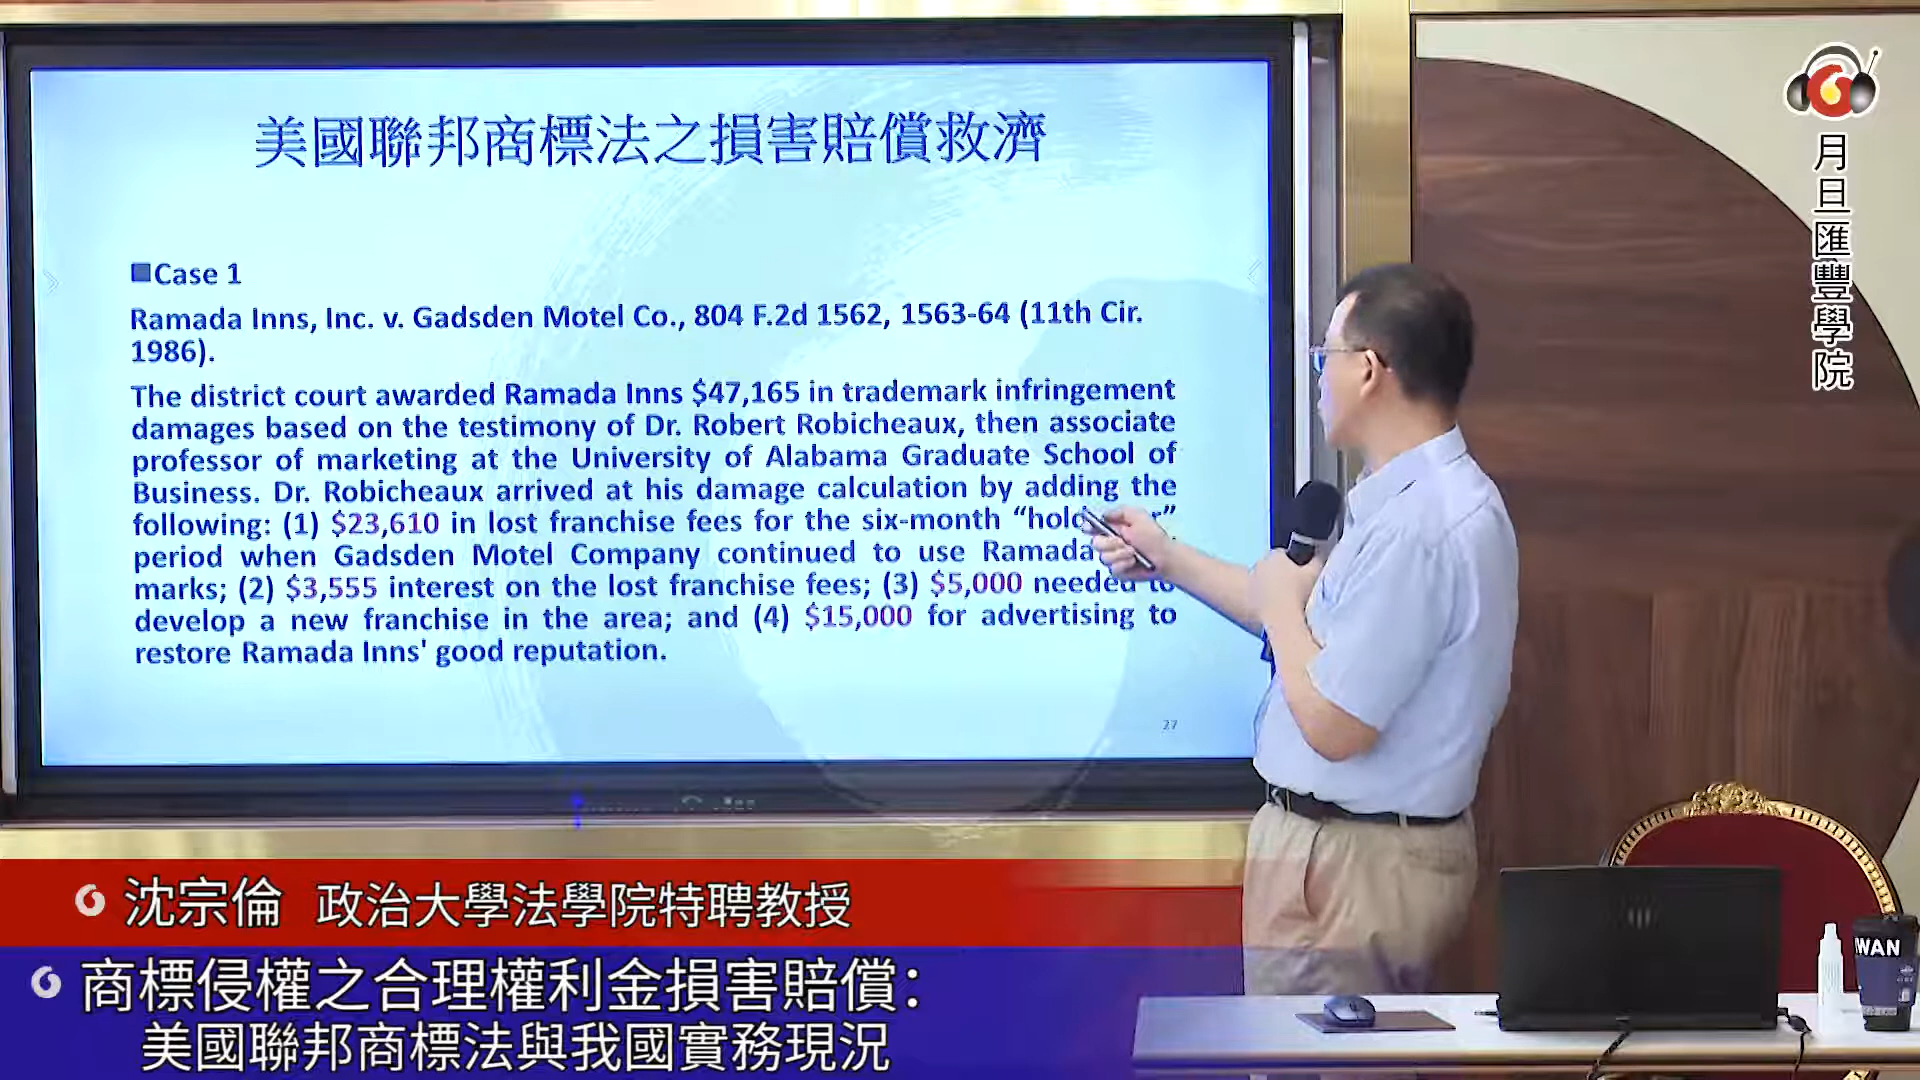 美國聯邦商標法之損害賠償救濟
Case 1
Ramada Inns, Inc. v. Gadsden Motel Co., 804 F.2d 1562, 1563-64 (11th Cir.
1986).
The district court awarded Ramada Inns $47,165 in trademark infringement
damages based on the testimony of Dr. Robert Robicheaux, then associate
professor of marketing at the University of Alabama Graduate School of
Business. Dr. Robicheaux arrived at his damage calculation by adding the
following: (1) $23,610 in lost franchise fees for the six-month
period when Gadsden Motel Company continued to use
marks; (2) $3,555 interest on the lost franchise fees; (3) $5,000 needed to
develop a new franchise in the area; and (4) $15,000 for advertising to
restore Ramada Inns' good reputation.
27
月旦匯豐學院
WAN
沈宗倫 政治大學法學院特聘教授
商標侵權之合理權利金損害賠償：
美國聯邦商標法與我國實務現況